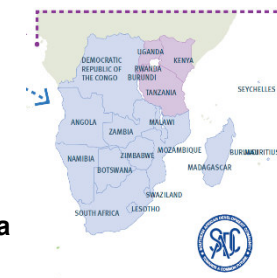 UGANDA
KENYA
DEMOCRATIC
REPUBLIC OF
THE CONGO
RWANDA
BURUNDI
TANZANIA
SEYCHELLES
ANGOLA
ZAMBIA
MALAWI
MOZAMBIQUE
ZIMBABWE
NAMIBIA
BOTSWANA
MADAGASCAR
MAURITIUS
SWAZILAND
SOUTH AFRICA
LESOTHO
a
SADC